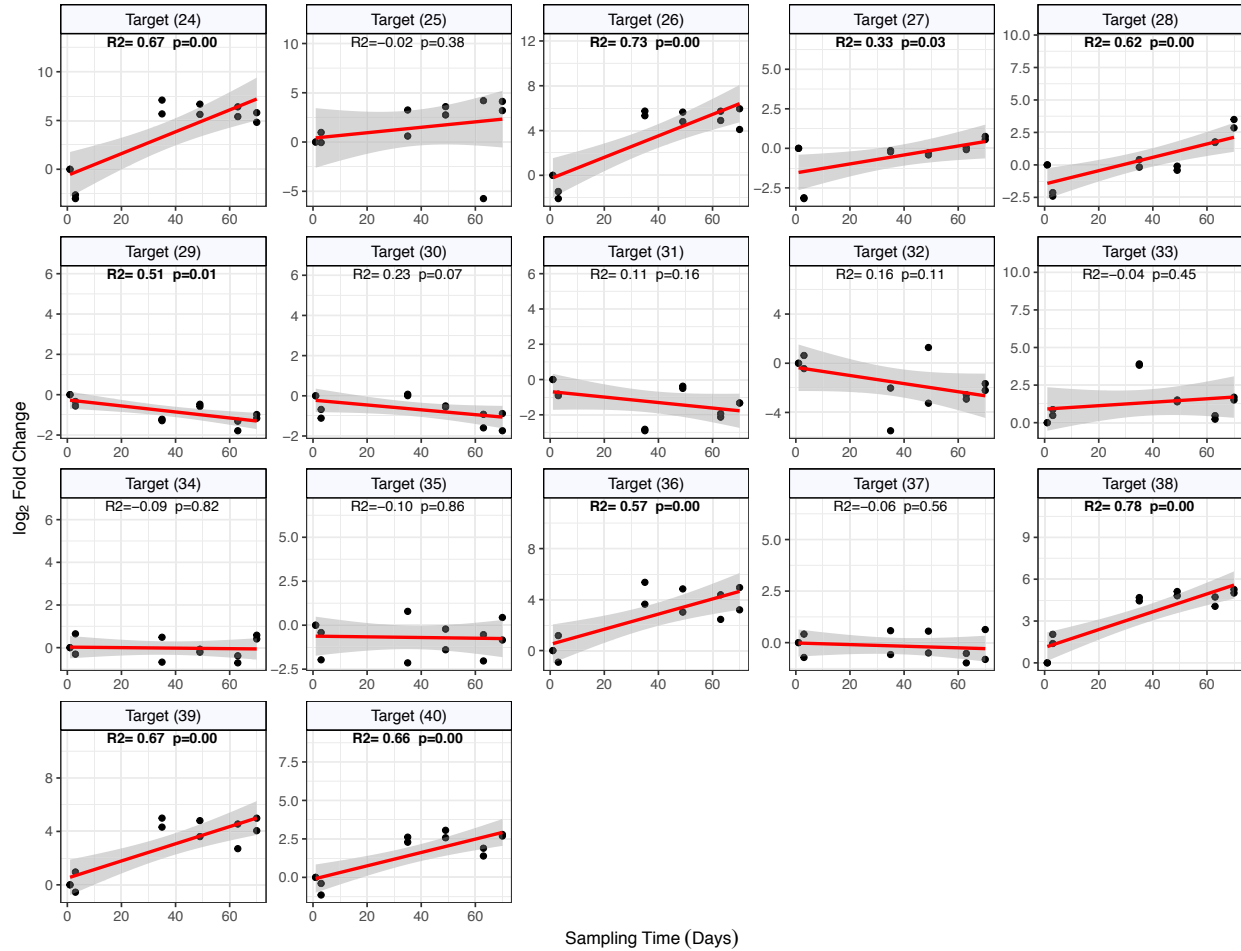 Target (24) Target (25) Target (26) Target (27) Target (28)
R2= 0.67 p=0.00 R2=−0.02 p=0.38 R2= 0.73 p=0.00 R2= 0.33 p=0.03 R2= 0.62 p=0.00
10 5 0
10 5 0 −5
12 8 4 0
5.0 2.5 0.0 −2.5
10.0 7.5 5.0 2.5 0.0 −2.5
0 20 40 60 0 20 40 60 0 20 40 60 0 20 40 60 0 20 40 60
Target (29) Target (30) Target (31) Target (32) Target (33)
R2= 0.51 p=0.01 R2= 0.23 p=0.07 R2= 0.11 p=0.16 R2= 0.16 p=0.11 R2=−0.04 p=0.45
6 4 2 0 −2
6 4 2 0 −2
6 4 2 0 −2
4 0 −4
10.0 7.5 5.0 2.5 0.0
0 20 40 60 0 20 40 60 0 20 40 60 0 20 40 60 0 20 40 60
Target (34) Target (35) Target (36) Target (37) Target (38)
R2=−0.09 p=0.82 R2=−0.10 p=0.86 R2= 0.57 p=0.00 R2=−0.06 p=0.56 R2= 0.78 p=0.00
6 4 2 0
5.0 2.5 0.0 −2.5
8 4 0
5.0 2.5 0.0
9 6 3 0
0 20 40 60 0 20 40 60 0 20 40 60 0 20 40 60 0 20 40 60
Target (39) Target (40)
R2= 0.67 p=0.00 R2= 0.66 p=0.00
8 4 0
7.5 5.0 2.5 0.0
0 20 40 60 0 20 40 60
log2 Fold Change
Sampling Time (Days)